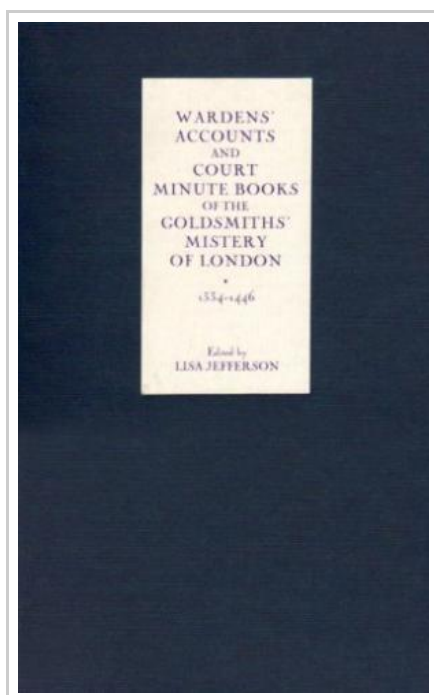 WARDENS'
ACCOUNTS
AND
COURT
MINUTE BOOKS
OF THE
GOLDSMITHS'
MISTERY
OF LONDON
•
1334-1446
Edited by
LISA JEFFERSON